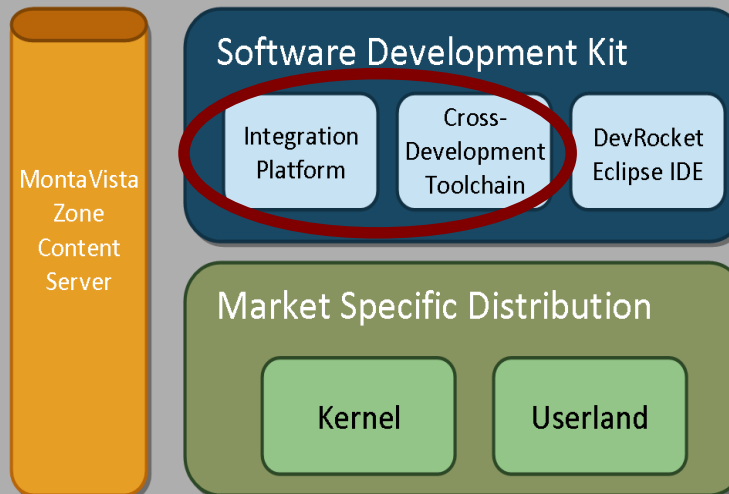 MontaVista
Zone
Content
Server
Software Development Kit
Integration
Platform
Cross-
Development
Toolchain
DevRocket
Eclipse IDE
Market Specific Distribution
Kernel
Userland